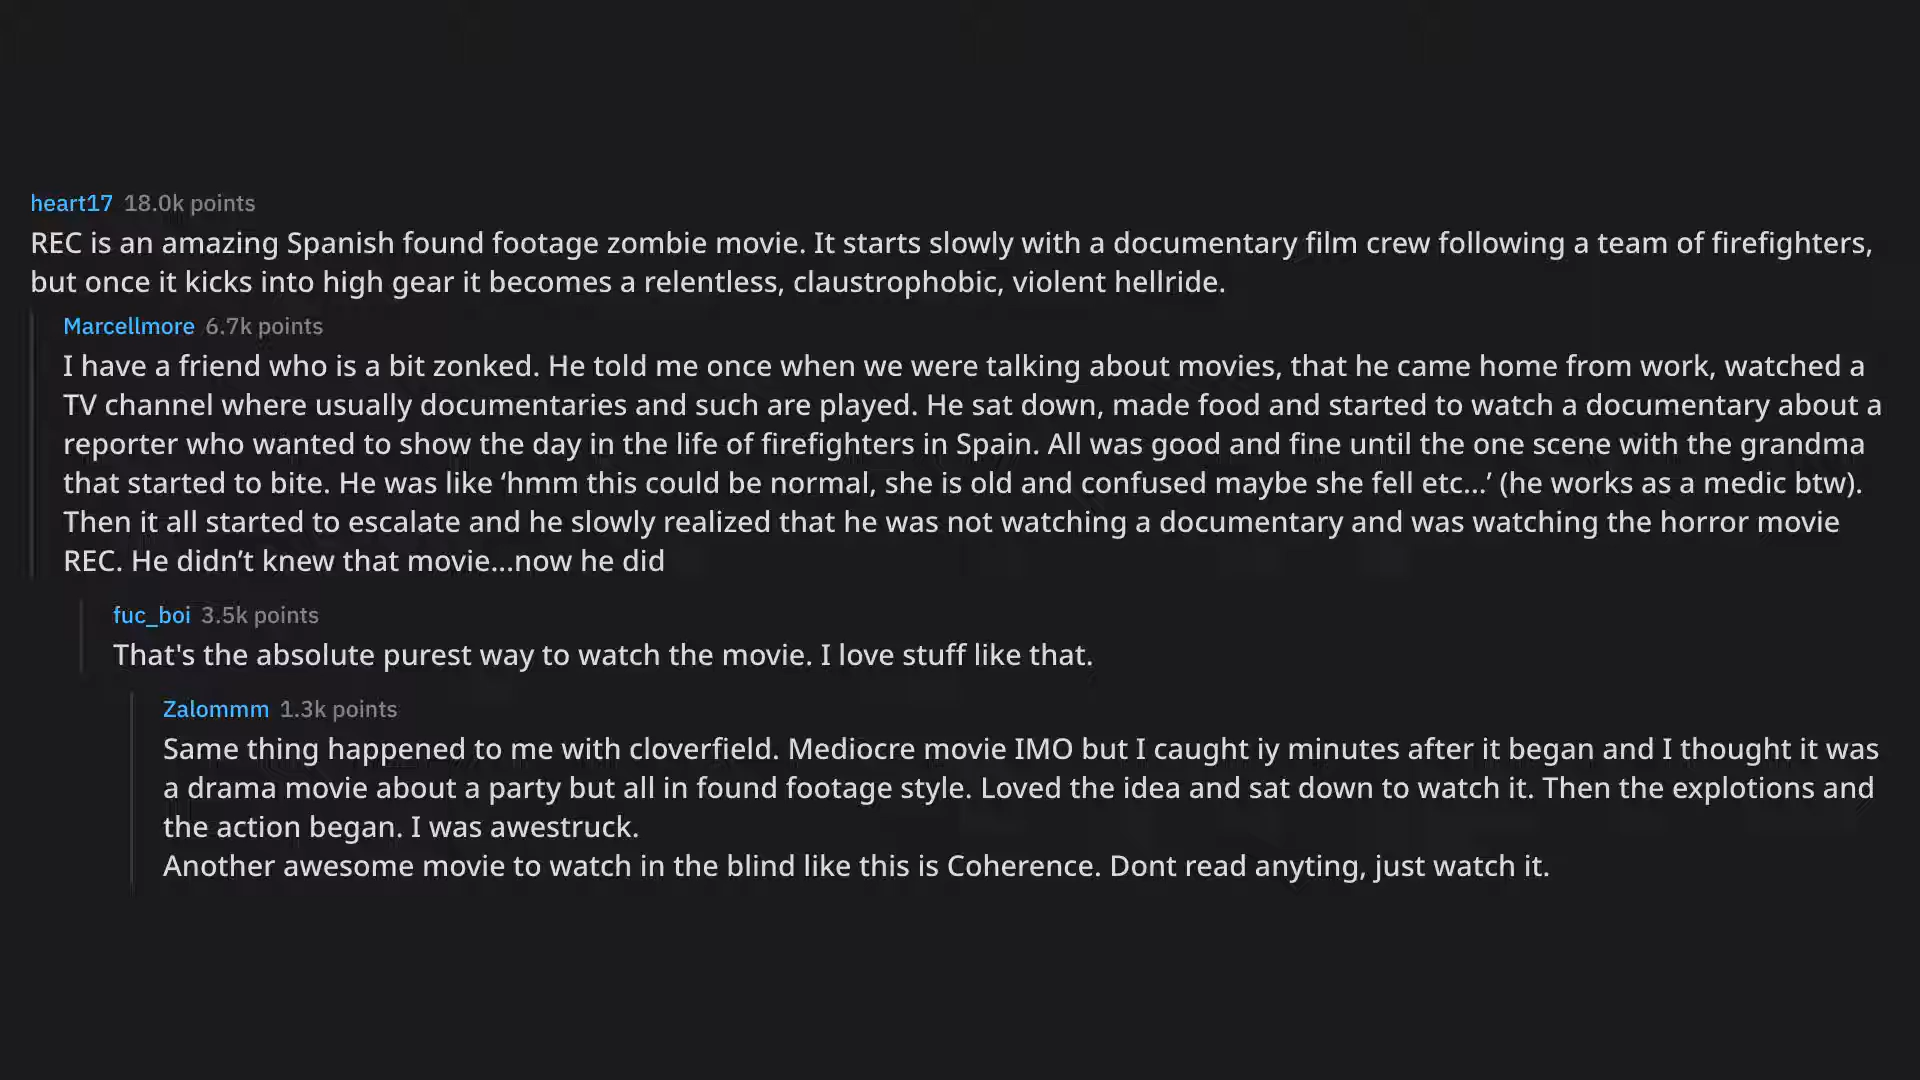 heart17 18.0k points
REC is an amazing Spanish found footage zombie movie. It starts slowly with a documentary film crew following a team of firefighters,
but once it kicks into high gear it becomes a relentless, claustrophobic, violent hellride.
Marcellmore 6.7k points
I have a friend who is a bit zonked. He told me once when we were talking about movies, that he came home from work, watched a
TV channel where usually documentaries and such are played. He sat down, made food and started to watch a documentary about a
reporter who wanted to show the day in the life of firefighters in Spain. All was good and fine until the one scene with the grandma
that started to bite. He was like ‘hmm this could be normal, she is old and confused maybe she fell etc...’ (he works as a medic btw).
Then it all started to escalate and he slowly realized that he was not watching a documentary and was watching the horror movie
REC. He didn’t knew that movie...now he did
fuc_boi 3.5k points
That's the absolute purest way to watch the movie. I love stuff like that.
Zalommm 1.3k points
Same thing happened to me with cloverfield. Mediocre movie IMO but I caught iy minutes after it began and I thought it was
a drama movie about a party but all in found footage style. Loved the idea and sat down to watch it. Then the explotions and
the action began. I was awestruck.
Another awesome movie to watch in the blind like this is Coherence. Dont read anyting, just watch it.